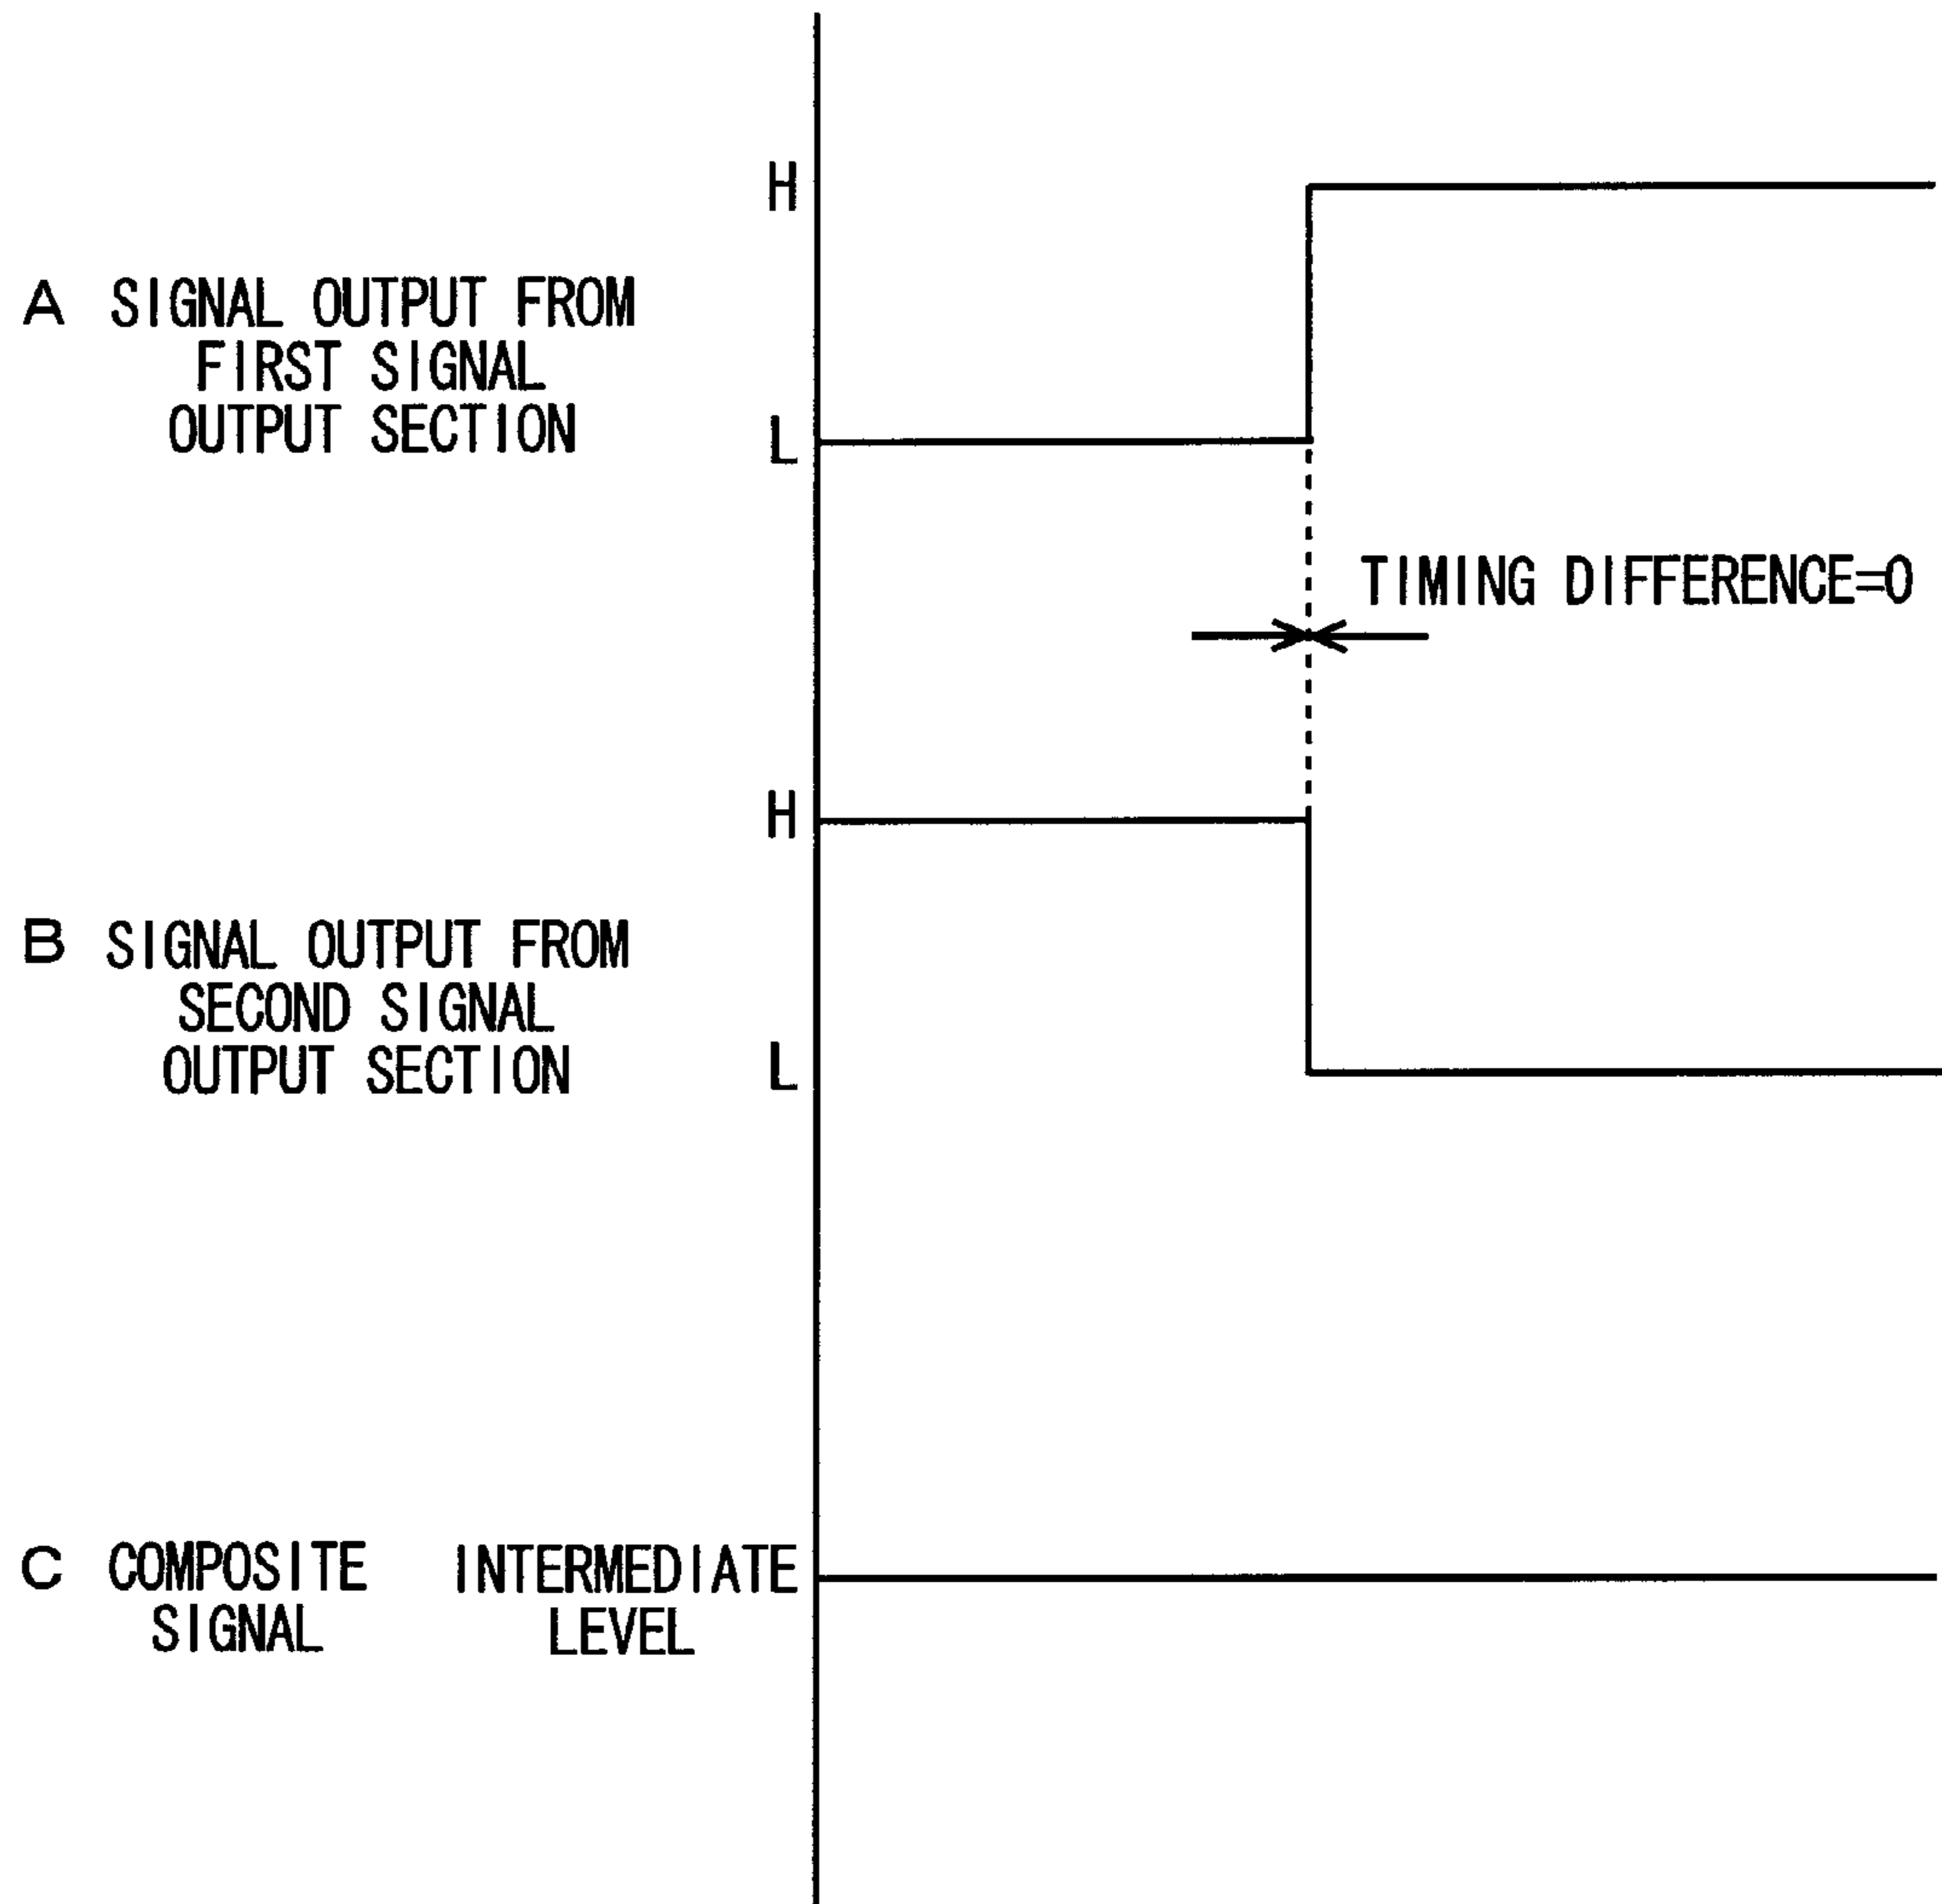 H
A SIGNAL OUTPUT FROM
FIRST SIGNAL
OUTPUT SECTION
L
TIMING DIFFERENCE=0
H
B SIGNAL OUTPUT FROM
SECOND SIGNAL
OUTPUT SECTION
L
C COMPOSITE
SIGNAL
INTERMEDIATE
LEVEL